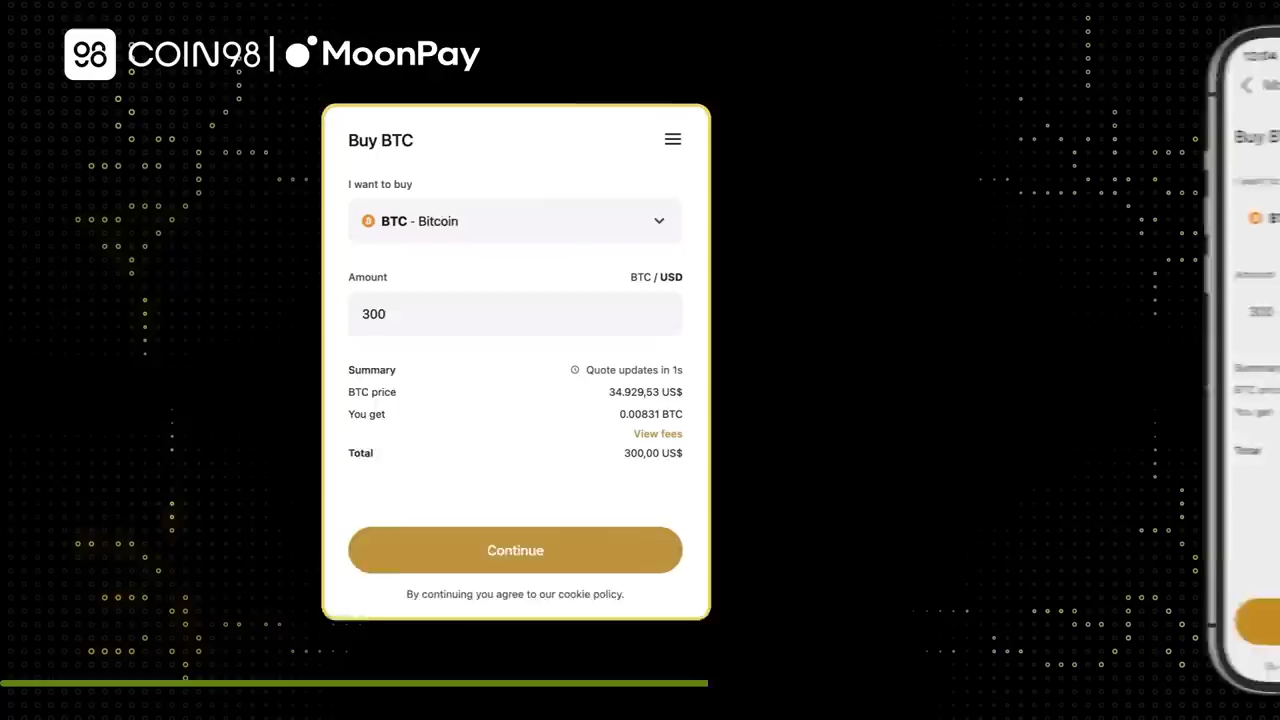 98 COIN98 | MoonPay
Buy BTC
I want to buy
BTC - Bitcoin
Amount BTC / USD
300
Summary Quote updates in 1s
BTC price 34.929,53 US$
You get 0.00831 BTC
View fees
Total 300,00 US$
Continue
By continuing you agree to our cookie policy.